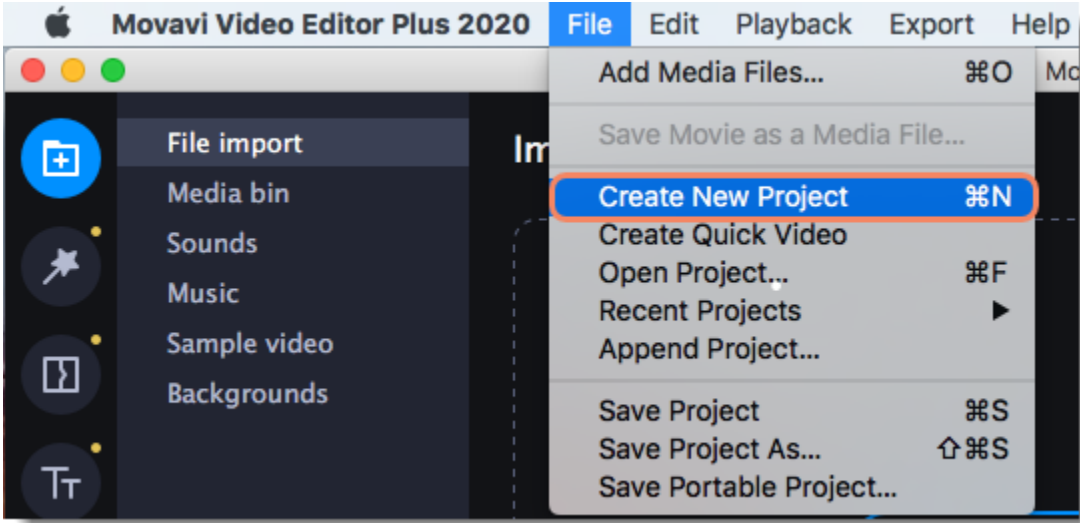 Movavi Video Editor Plus 2020 File Edit Playback Export Help
Add Media Files... ⌘O
Save Movie as a Media File...
Create New Project ⌘N
Create Quick Video
Open Project... ⌘F
Recent Projects ▶
Append Project...
Save Project ⌘S
Save Project As... ⇧⌘S
Save Portable Project...
File import
Media bin
Sounds
Music
Sample video
Backgrounds
TT